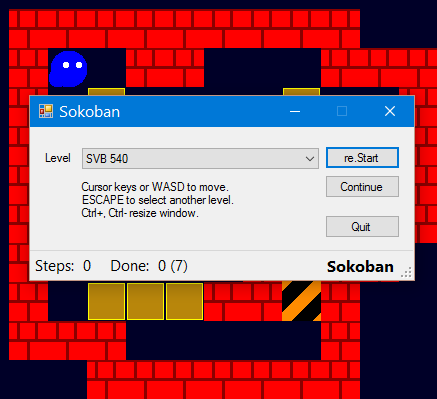 Sokoban
Level SVB 540 re.Start
Cursor keys or WASD to move.
ESCAPE to select another level.
Ctrl+, Ctrl- resize window.
Continue
Quit
Steps: 0 Done: 0 (7) Sokoban